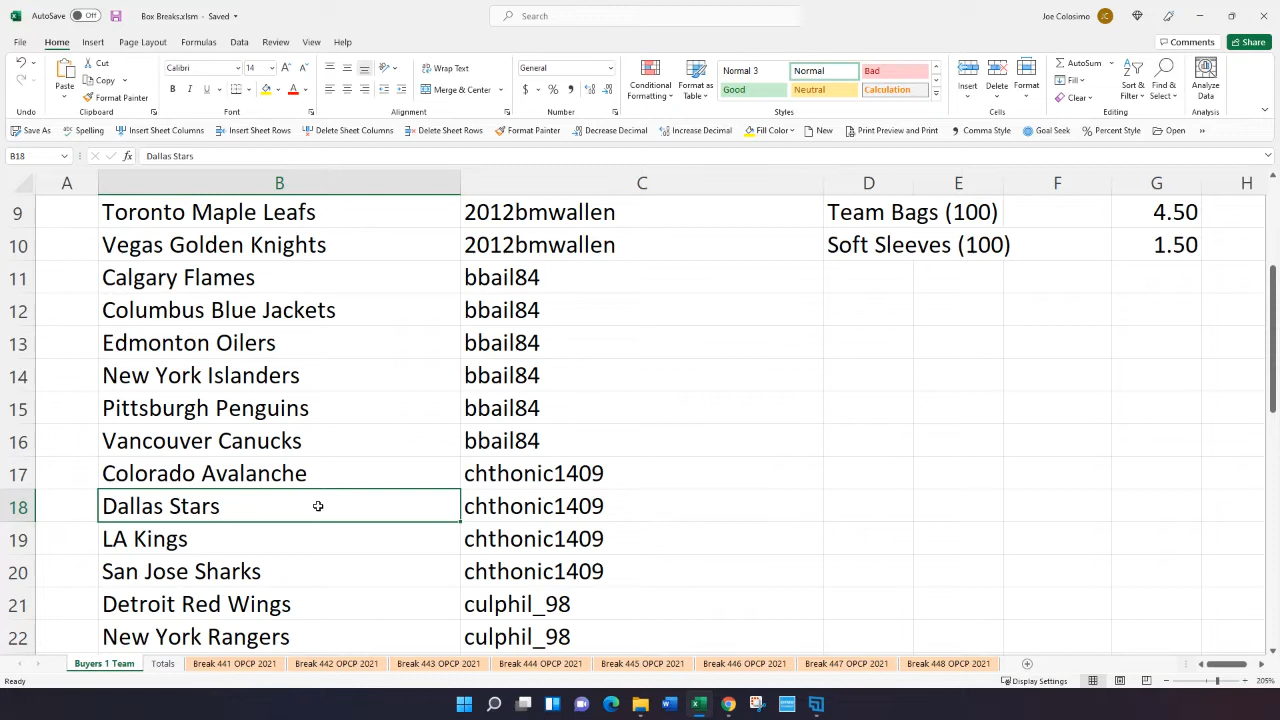 AutoSave Off Box Breaks.xlsm - Saved Search Joe Colosimo JC
File Home Insert Page Layout Formulas Data Review View Help Comments Share
Paste Cut Copy Format Painter
Calibri 14
B I U
Wrap Text
Merge & Center
General
$ % 9
Conditional Formatting Format as Table
Normal 3 Normal Bad
Good Neutral Calculation
Insert Delete Format
AutoSum
Fill
Clear
Sort & Filter Find & Select Analyze Data
Undo Clipboard Font Alignment Number Styles Cells Editing Analysis
Save As Spelling Insert Sheet Columns Insert Sheet Rows Delete Sheet Columns Delete Sheet Rows Format Painter Decrease Decimal Increase Decimal Fill Color New Print Preview and Print Comma Style Goal Seek Percent Style Open
B18 fx Dallas Stars
A B C D E F G H
9 Toronto Maple Leafs 2012bmwallen Team Bags (100) 4.50
10 Vegas Golden Knights 2012bmwallen Soft Sleeves (100) 1.50
11 Calgary Flames bbail84
12 Columbus Blue Jackets bbail84
13 Edmonton Oilers bbail84
14 New York Islanders bbail84
15 Pittsburgh Penguins bbail84
16 Vancouver Canucks bbail84
17 Colorado Avalanche chthonic1409
18 Dallas Stars chthonic1409
19 LA Kings chthonic1409
20 San Jose Sharks chthonic1409
21 Detroit Red Wings culphil_98
22 New York Rangers culphil_98
Buyers 1 Team Totals Break 441 OPCP 2021 Break 442 OPCP 2021 Break 443 OPCP 2021 Break 444 OPCP 2021 Break 445 OPCP 2021 Break 446 OPCP 2021 Break 447 OPCP 2021 Break 448 OPCP 2021
Ready Display Settings 205%